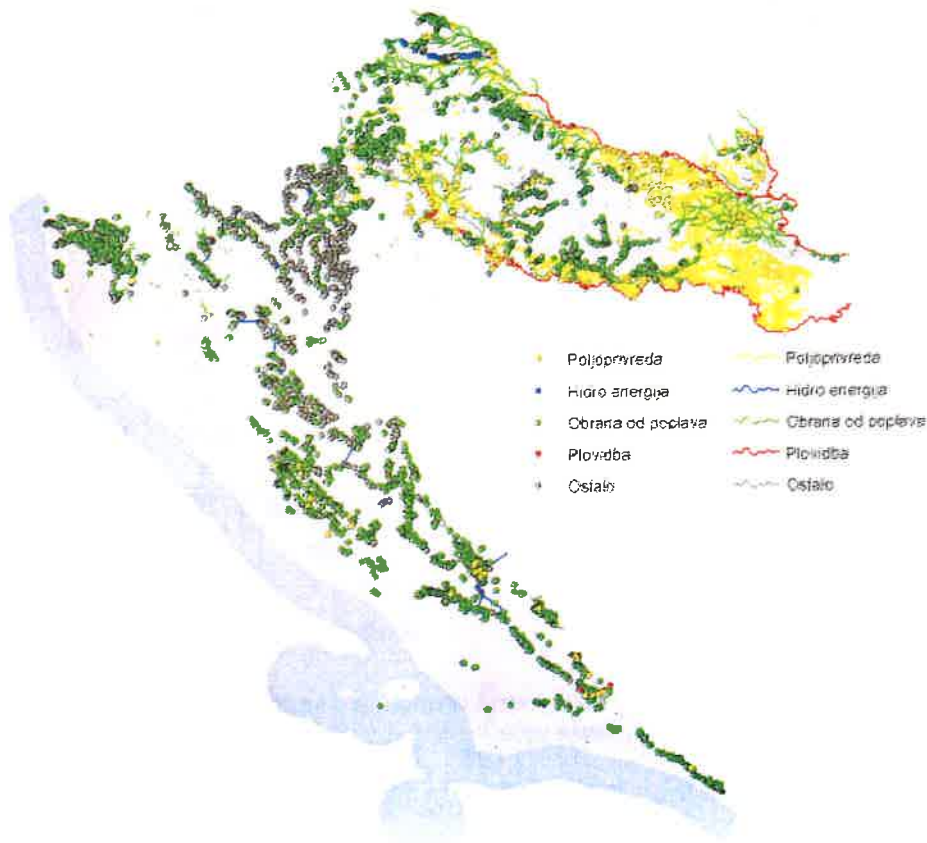 Poljoprivreda Poljoprivreda
Hidro energija Hidro energija
Obrana od poplava Obrana od poplava
Plovidba Plovidba
Ostalo Ostalo